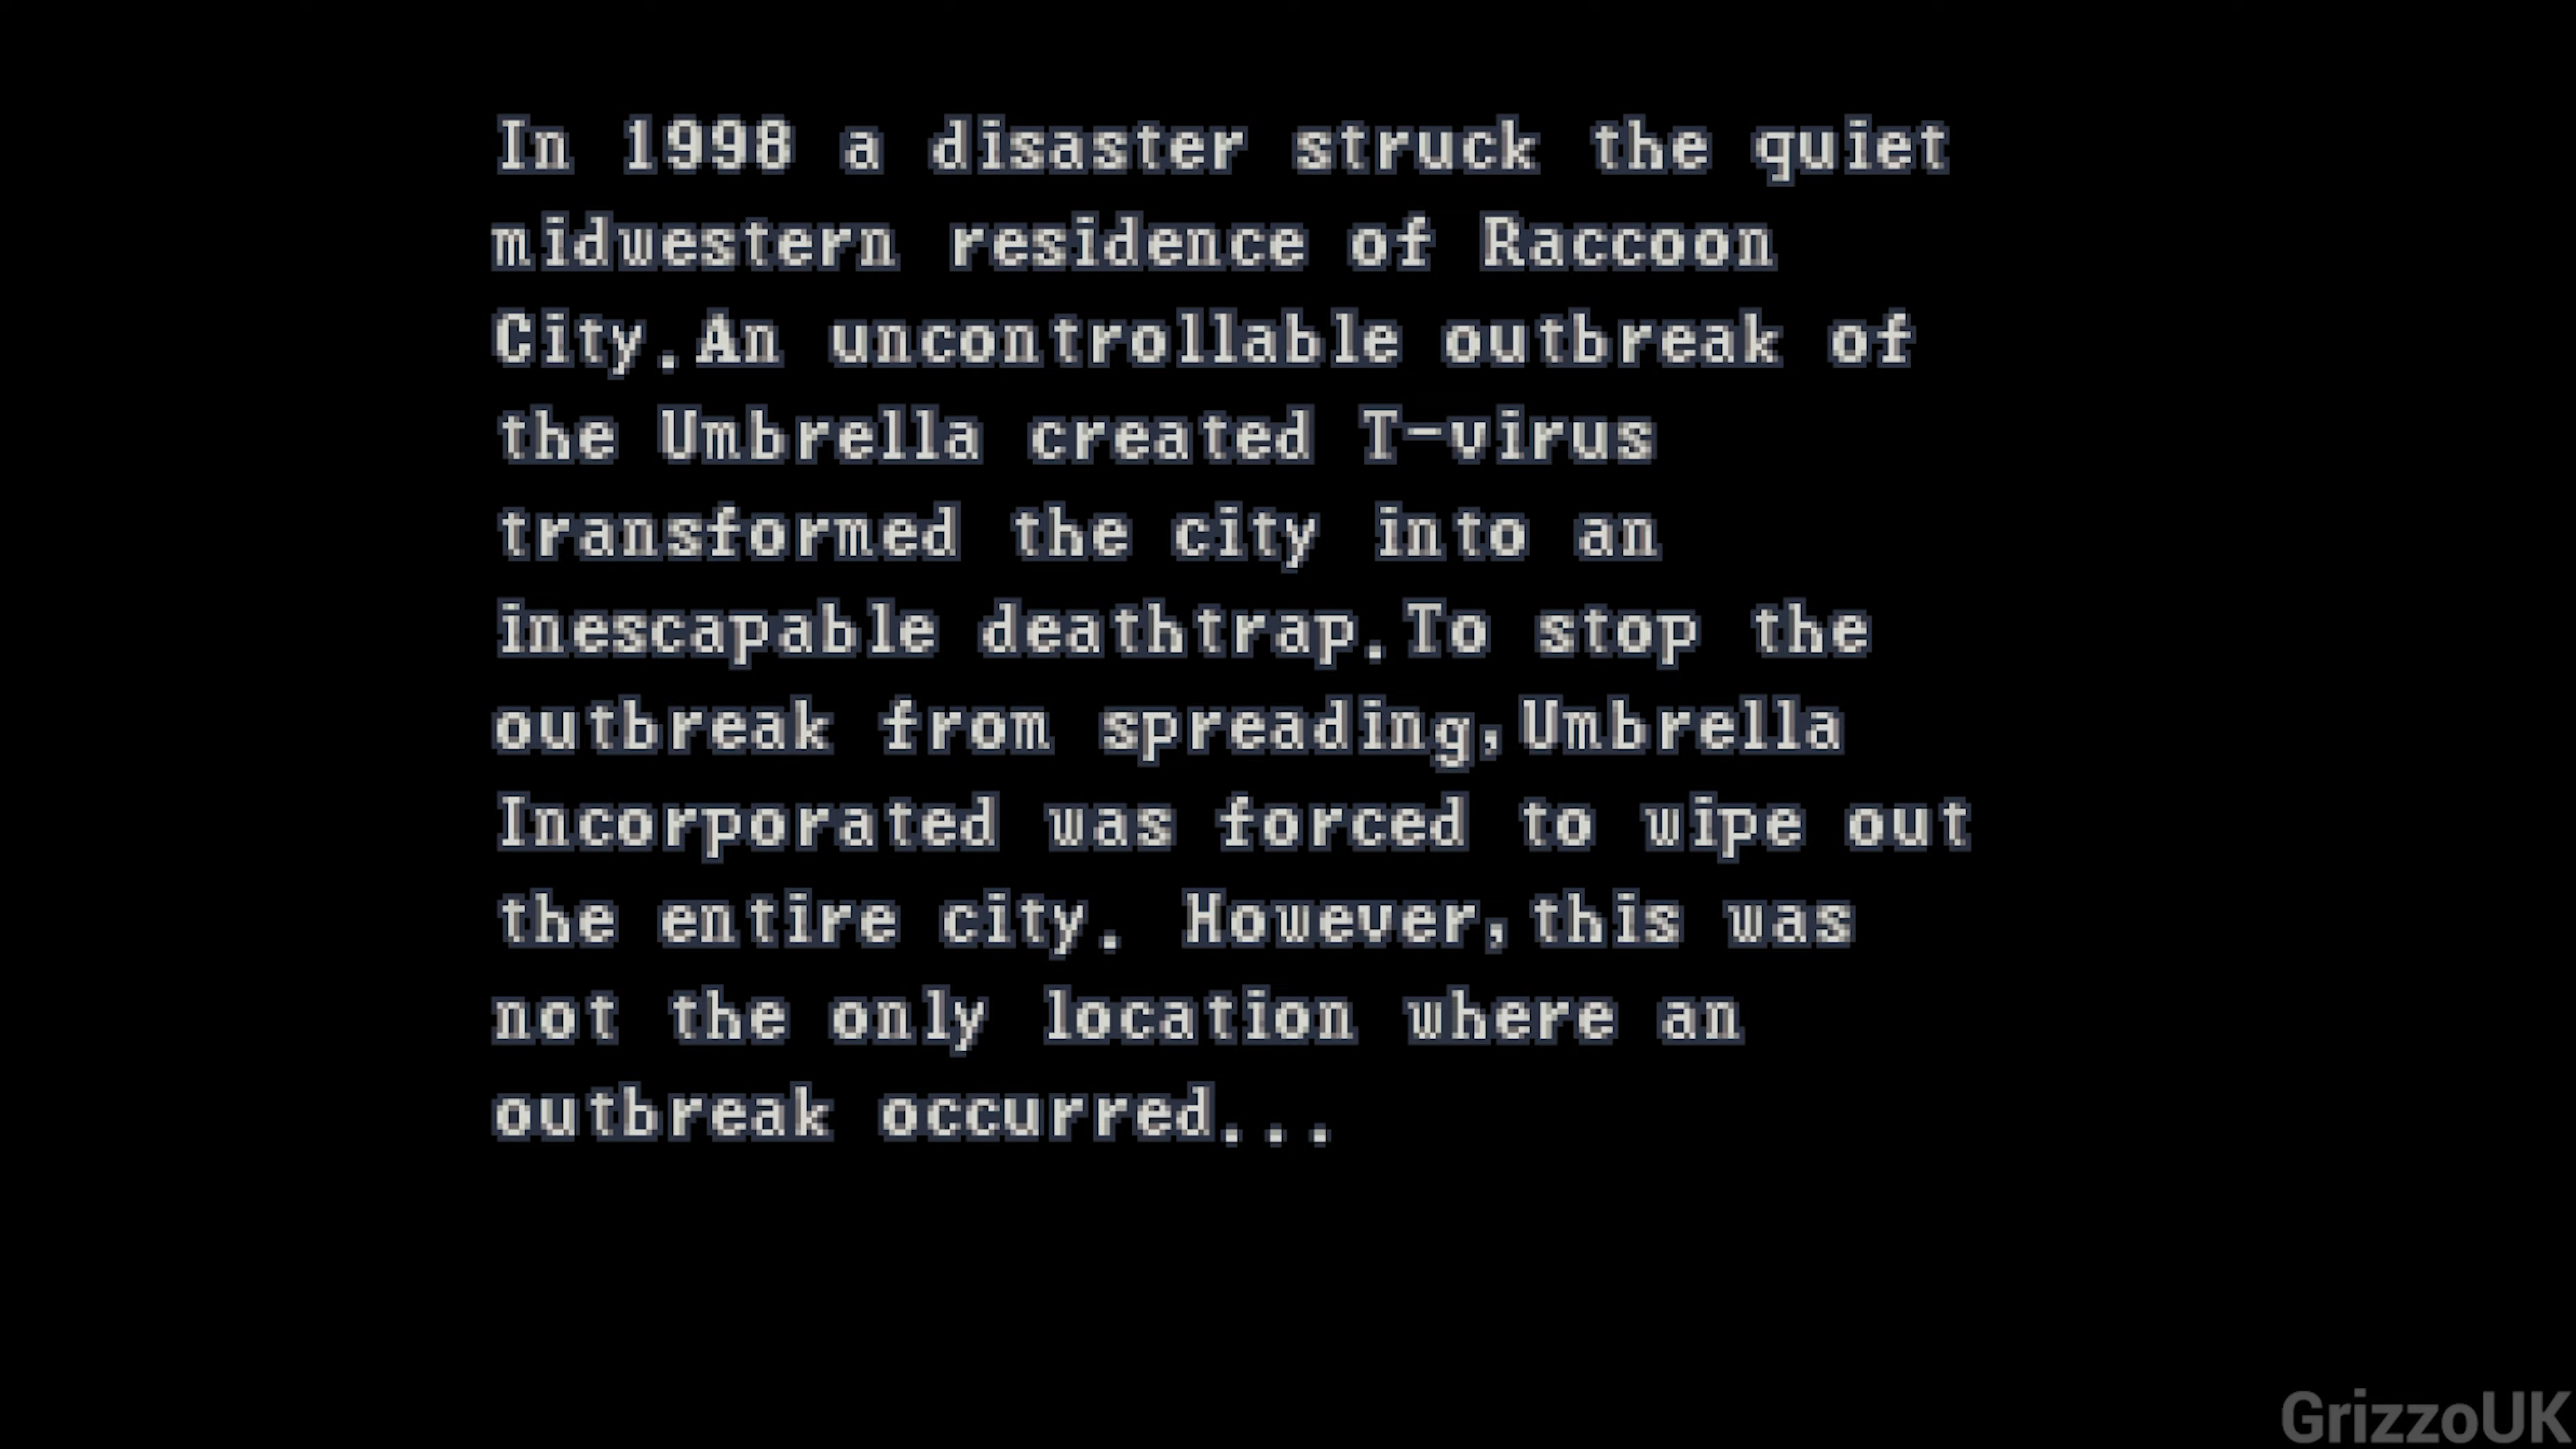 In 1998 a disaster struck the quiet
midwestern residence of Raccoon
City.An uncontrollable outbreak of
the Umbrella created T-virus
transformed the city into an
inescapable deathtrap.To stop the
outbreak from spreading,Umbrella
Incorporated was forced to wipe out
the entire city. However,this was
not the only location where an
outbreak occurred...
GrizzoUK